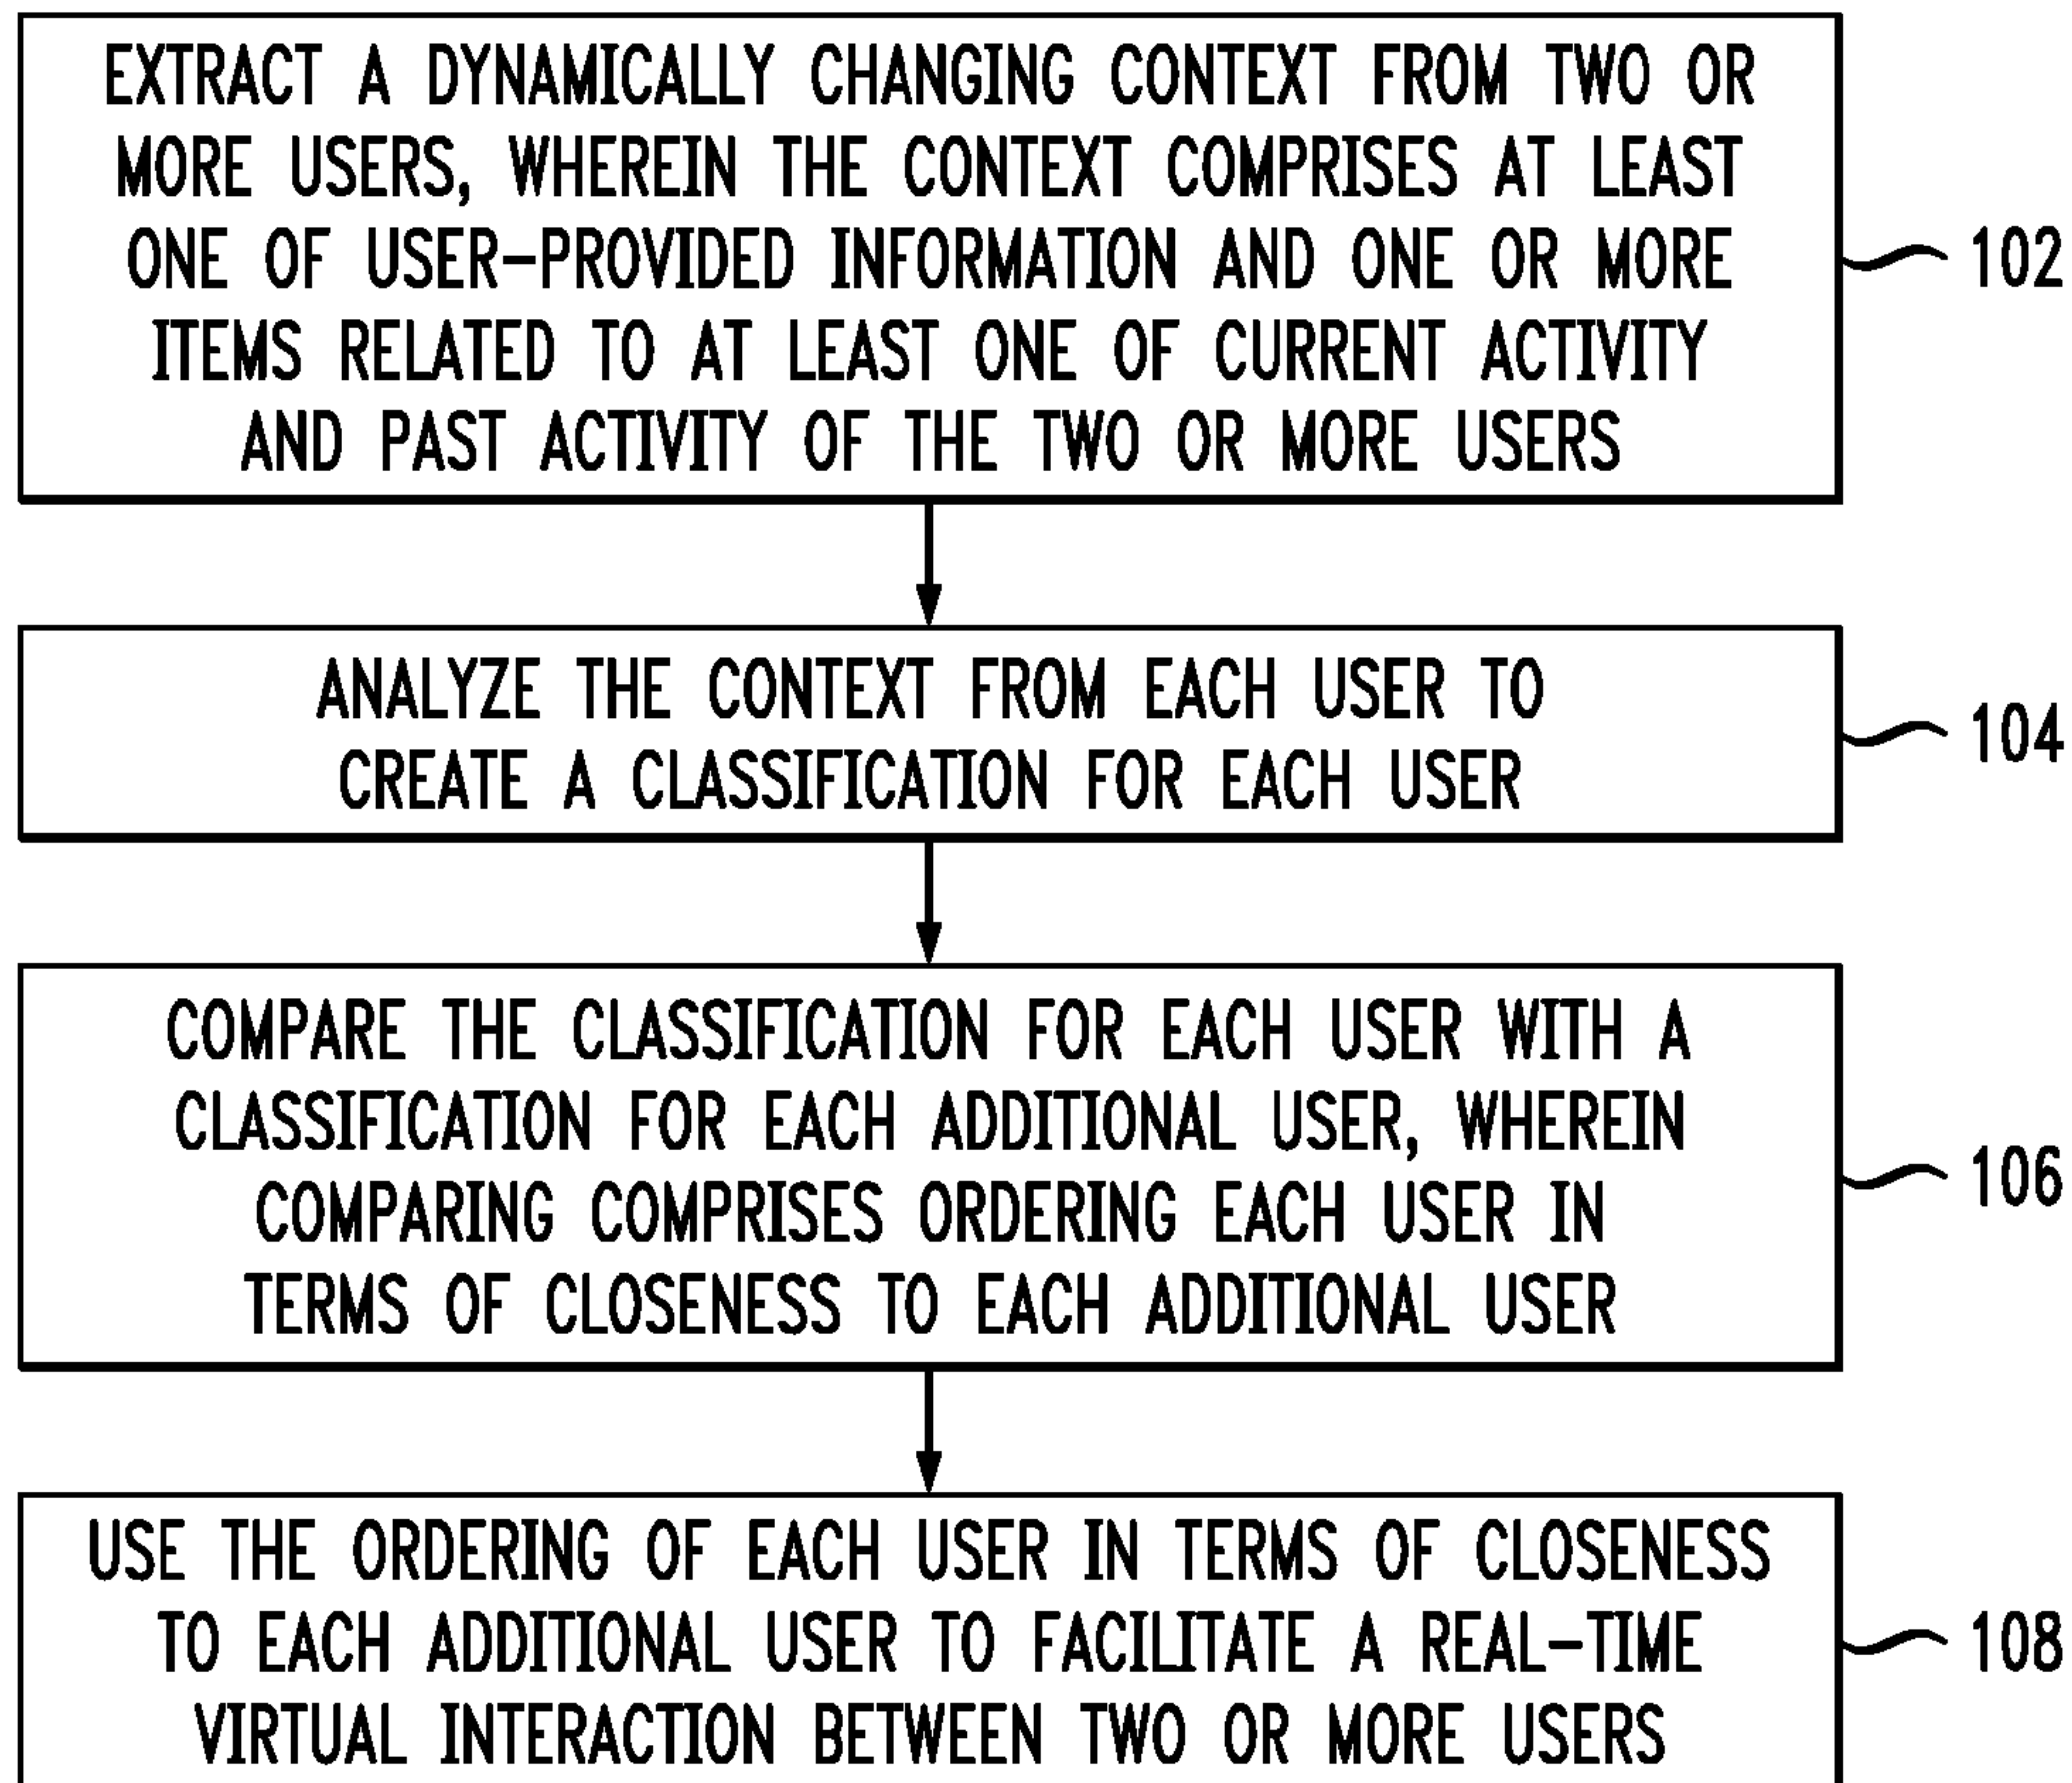 EXTRACT A DYNAMICALLY CHANGING CONTEXT FROM TWO OR
MORE USERS, WHEREIN THE CONTEXT COMPRISES AT LEAST
ONE OF USER-PROVIDED INFORMATION AND ONE OR MORE
ITEMS RELATED TO AT LEAST ONE OF CURRENT ACTIVITY
AND PAST ACTIVITY OF THE TWO OR MORE USERS
102
ANALYZE THE CONTEXT FROM EACH USER TO
CREATE A CLASSIFICATION FOR EACH USER
104
COMPARE THE CLASSIFICATION FOR EACH USER WITH A
CLASSIFICATION FOR EACH ADDITIONAL USER, WHEREIN
COMPARING COMPRISES ORDERING EACH USER IN
TERMS OF CLOSENESS TO EACH ADDITIONAL USER
106
USE THE ORDERING OF EACH USER IN TERMS OF CLOSENESS
TO EACH ADDITIONAL USER TO FACILITATE A REAL-TIME
VIRTUAL INTERACTION BETWEEN TWO OR MORE USERS
108